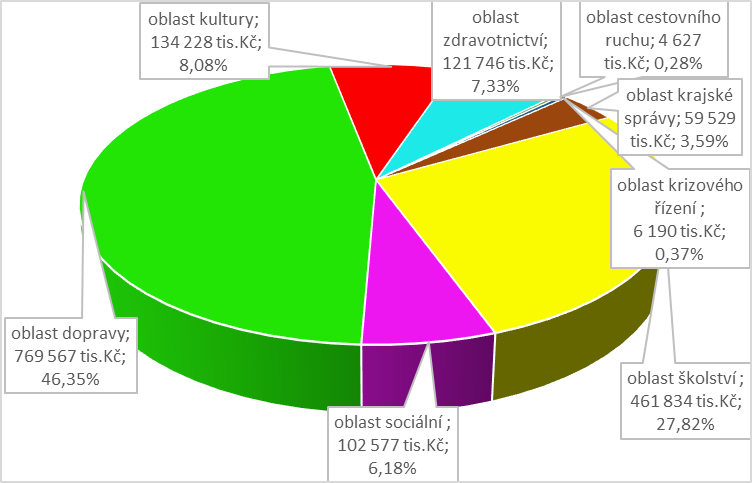 oblast kultury;
134 228 tis.Kč;
8,08%
oblast
zdravotnictví;
121 746 tis.Kč;
7,33%
oblast cestovního
ruchu; 4 627
tis.Kč; 0,28%
oblast krajské
správy; 59 529
tis.Kč; 3,59%
oblast krizového
řízení ;
6 190 tis.Kč;
0,37%
oblast školství ;
461 834 tis.Kč;
27,82%
oblast sociální ;
102 577 tis.Kč;
6,18%
oblast dopravy;
769 567 tis.Kč;
46,35%